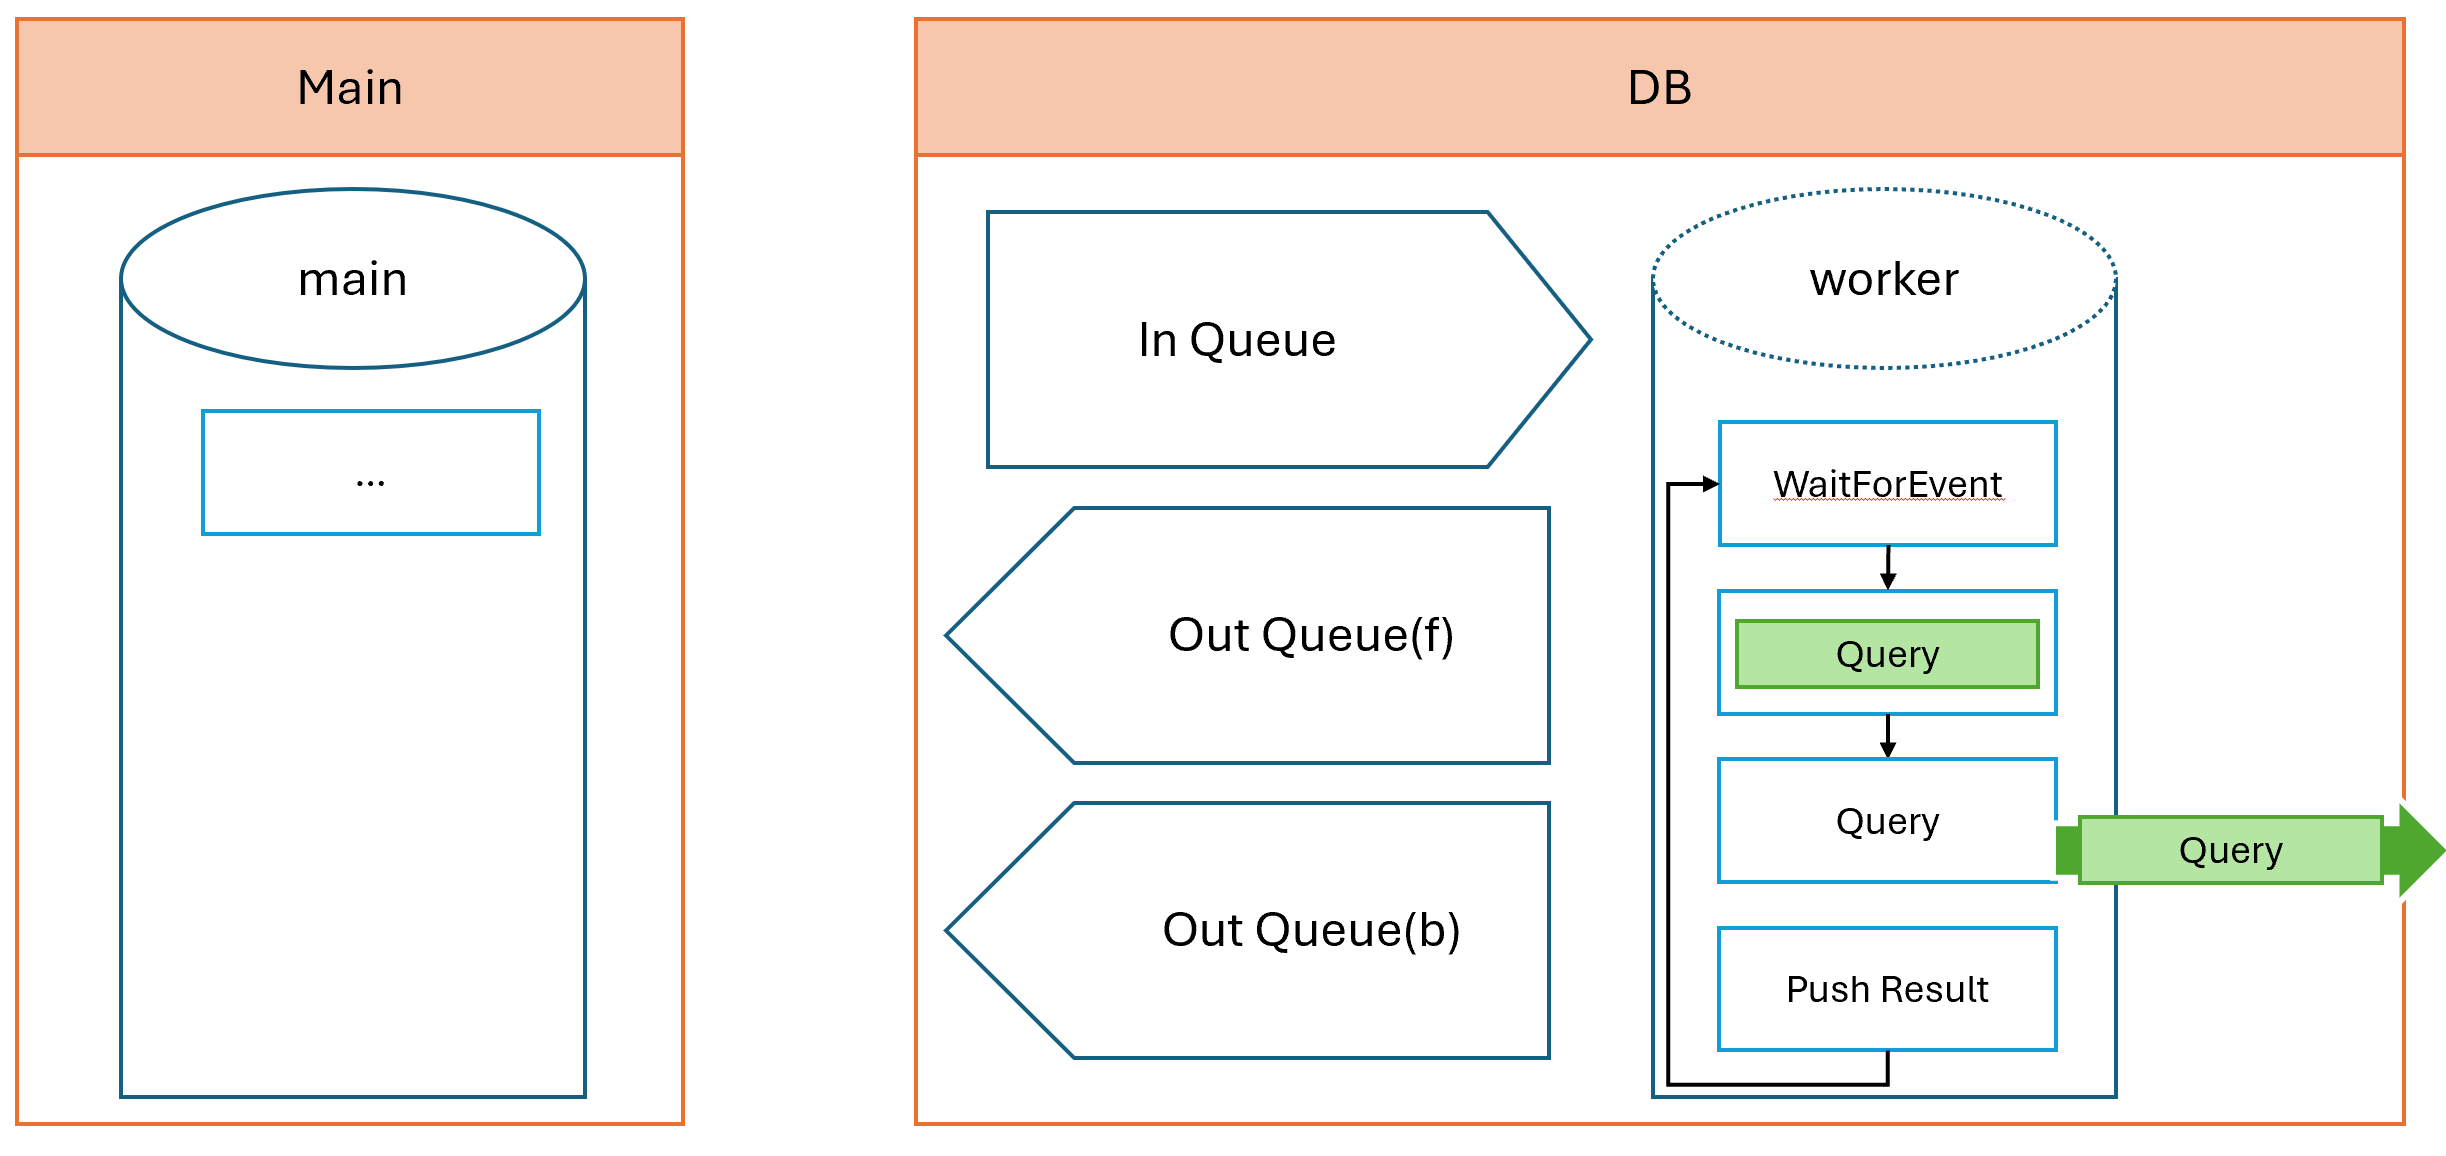 Main
main
...
DB
In Queue
Out Queue(f)
Out Queue(b)
worker
WaitForEvent
Query
Query
Query
Push Result